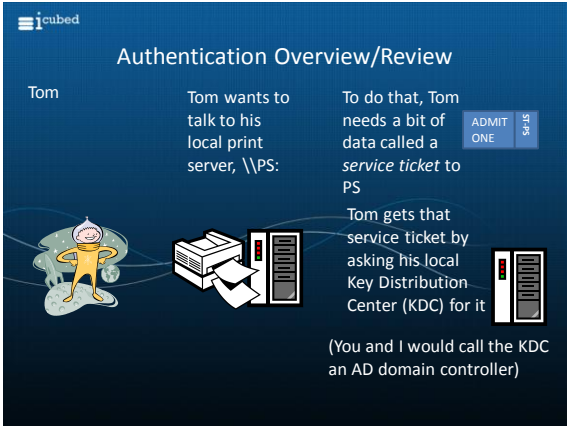 icubed
Authentication Overview/Review
Tom
Tom wants to
talk to his
local print
server, \\PS:
To do that, Tom
needs a bit of
data called a
service ticket to
PS
ADMIT
ONE
ST-PS
Tom gets that
service ticket by
asking his local
Key Distribution
Center (KDC) for it
(You and I would call the KDC
an AD domain controller)